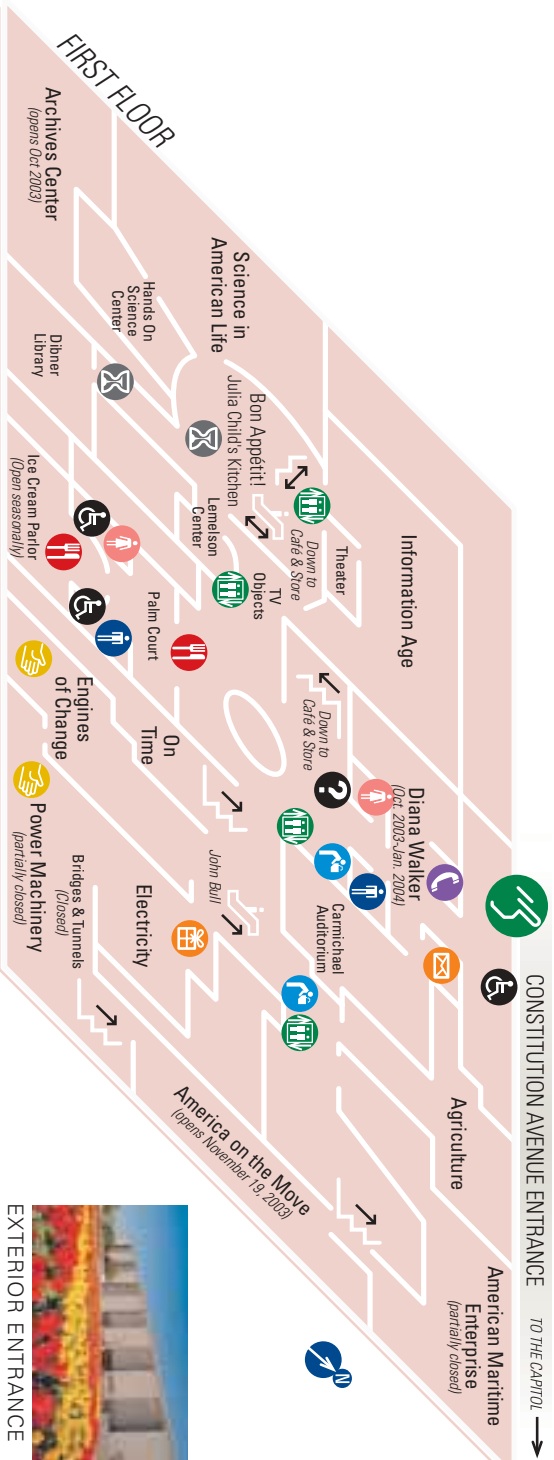 FIRST FLOOR
CONSTITUTION AVENUE ENTRANCE
TO THE CAPITOL
Information Age
Diana Walker
(Oct. 2003-Jan. 2004)
Agriculture
American Maritime
Enterprise
(partially closed)
Science in
American Life
Bon Appétit!
Julia Child's Kitchen
Theater
Down to
Café & Store
TV
Objects
Lemelson
Center
Down to
Café & Store
?
Carmichael
Auditorium
John Bull
Archives Center
(opens Oct 2003)
Hands On
Science
Center
Dibner
Library
Ice Cream Parlor
(Open seasonally)
Palm Court
On
Time
Engines
of Change
Electricity
Power Machinery
(partially closed)
Bridges & Tunnels
(Closed)
America on the Move
(opens November 19, 2003)
N
EXTERIOR ENTRANCE